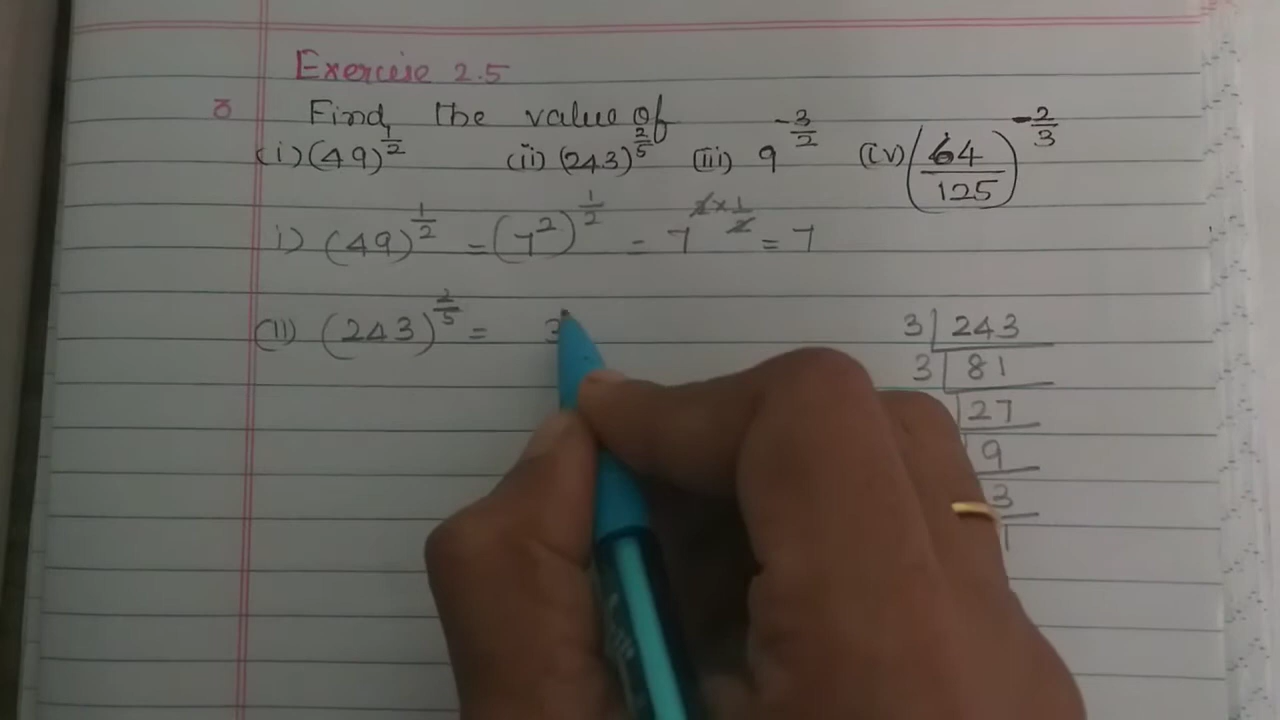 Exercise 2.5
8 Find the value of
(i) (49)^{1/2} (ii) (243)^{2/5} (iii) 9^{-3/2} (iv) (64/125)^{-2/3}
i) (49)^{1/2} = (7^2)^{1/2} = 7^{2×1/2} = 7
(ii) (243)^{2/5} = 3
3 | 243
3 | 81
27
9
3
1